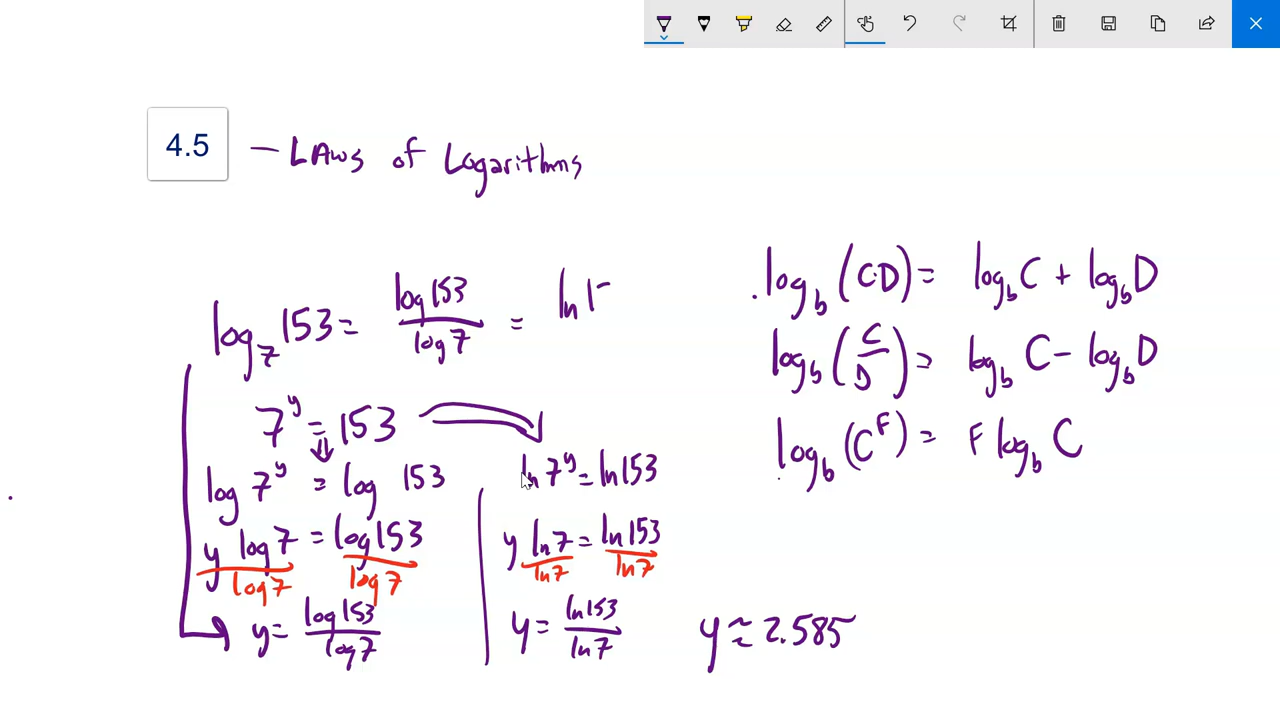 4.5 — LAws of Logarithms
log_7 153 = log 153 / log 7 = ln 1
7^y = 153
log 7^y = log 153
y log 7 / log 7 = log 153 / log 7
y = log 153 / log 7
ln 7^y = ln 153
y ln 7 / ln 7 = ln 153 / ln 7
y = ln 153 / ln 7
y ≈ 2.585
log_b (C·D) = log_b C + log_b D
log_b (C/D) = log_b C - log_b D
log_b (C^F) = F log_b C